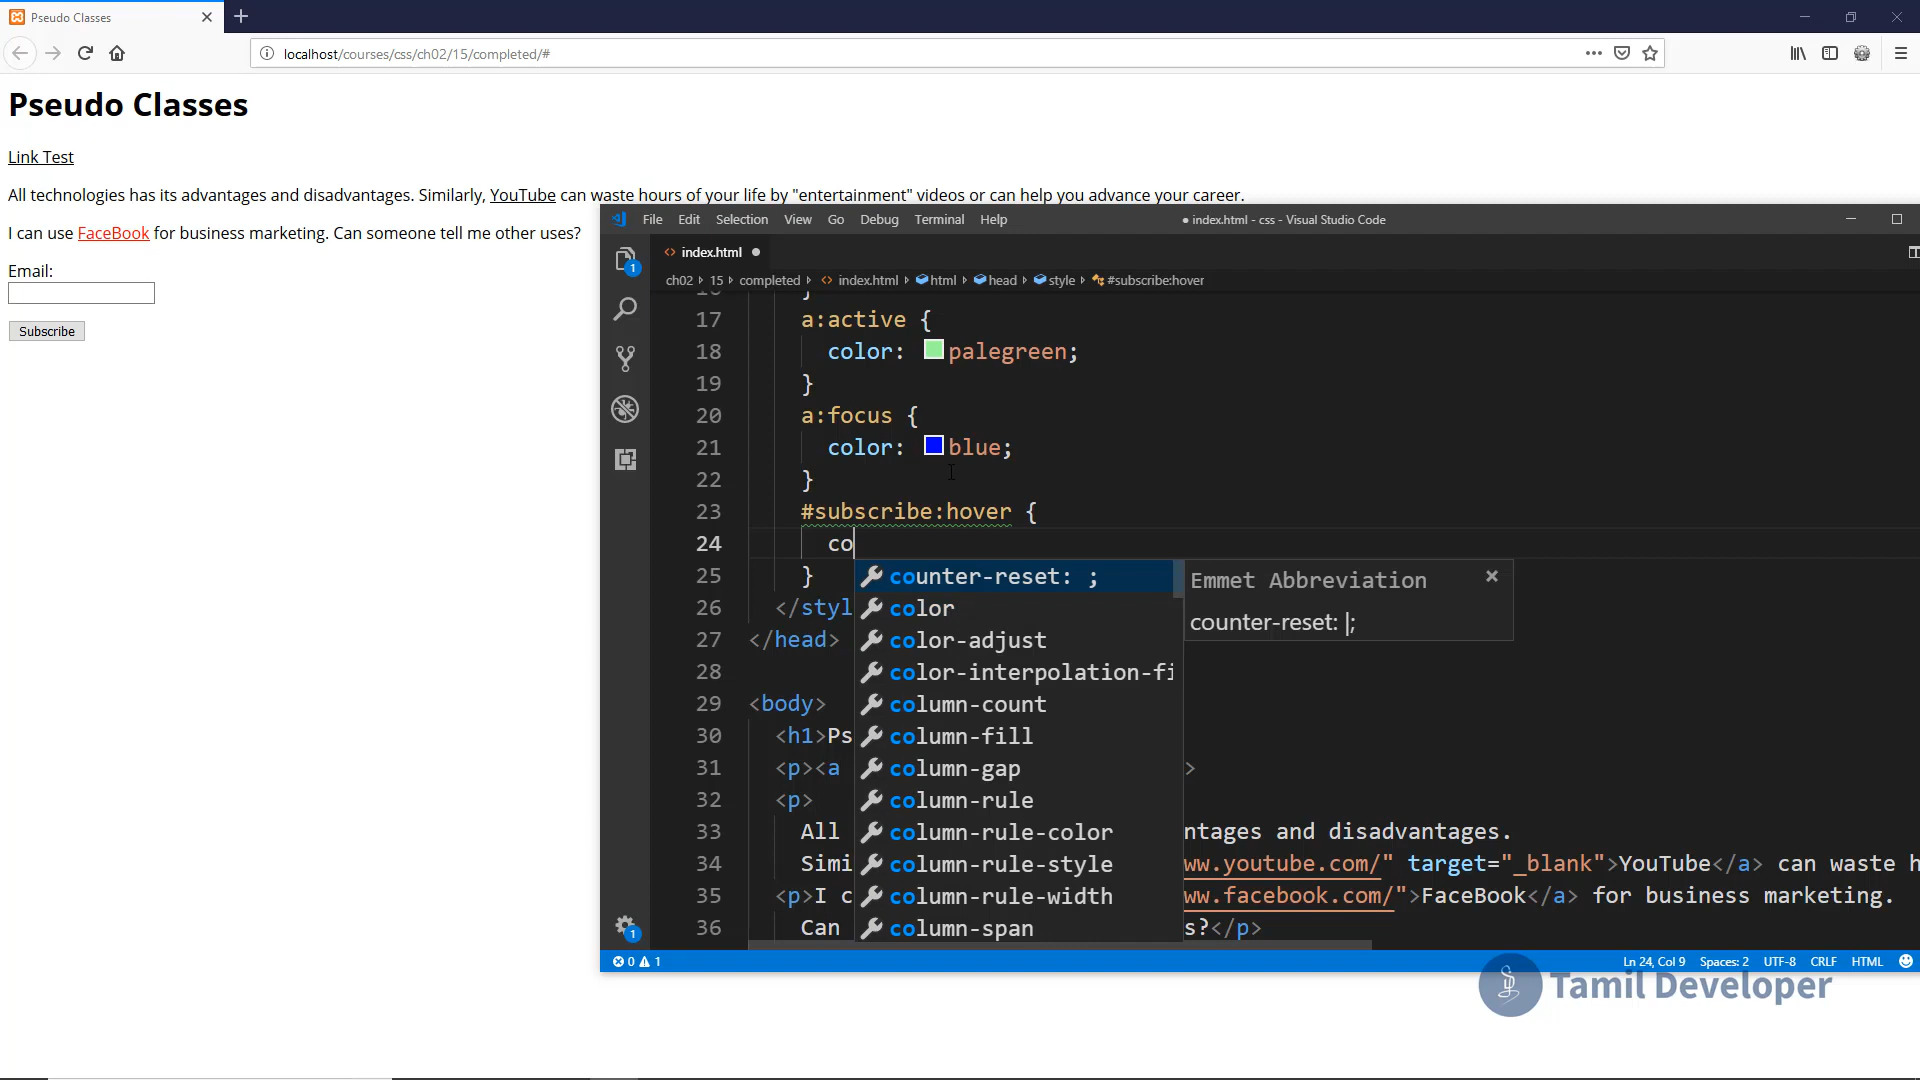 Pseudo Classes
localhost/courses/css/ch02/15/completed/#
Pseudo Classes
Link Test
All technologies has its advantages and disadvantages. Similarly, YouTube can waste hours of your life by "entertainment" videos or can help you advance your career.
I can use FaceBook for business marketing. Can someone tell me other uses?
Email:
Subscribe
File Edit Selection View Go Debug Terminal Help
● index.html - css - Visual Studio Code
index.html ●
ch02 15 completed index.html html head style #subscribe:hover
17 a:active {
18 color: palegreen;
19 }
20 a:focus {
21 color: blue;
22 }
23 #subscribe:hover {
24 co
25 }
26 </styl
27 </head>
28
29 <body>
30 <h1>Ps
31 <p><a >
32 <p>
33 All ntages and disadvantages.
34 Simi ww.youtube.com/" target="_blank">YouTube</a> can waste h
35 <p>I c ww.facebook.com/">FaceBook</a> for business marketing.
36 Can s?</p>
counter-reset: ;
color
color-adjust
color-interpolation-fi
column-count
column-fill
column-gap
column-rule
column-rule-color
column-rule-style
column-rule-width
column-span
Emmet Abbreviation
counter-reset: |;
1
1
0 1
Ln 24, Col 9 Spaces: 2 UTF-8 CRLF HTML
Tamil Developer